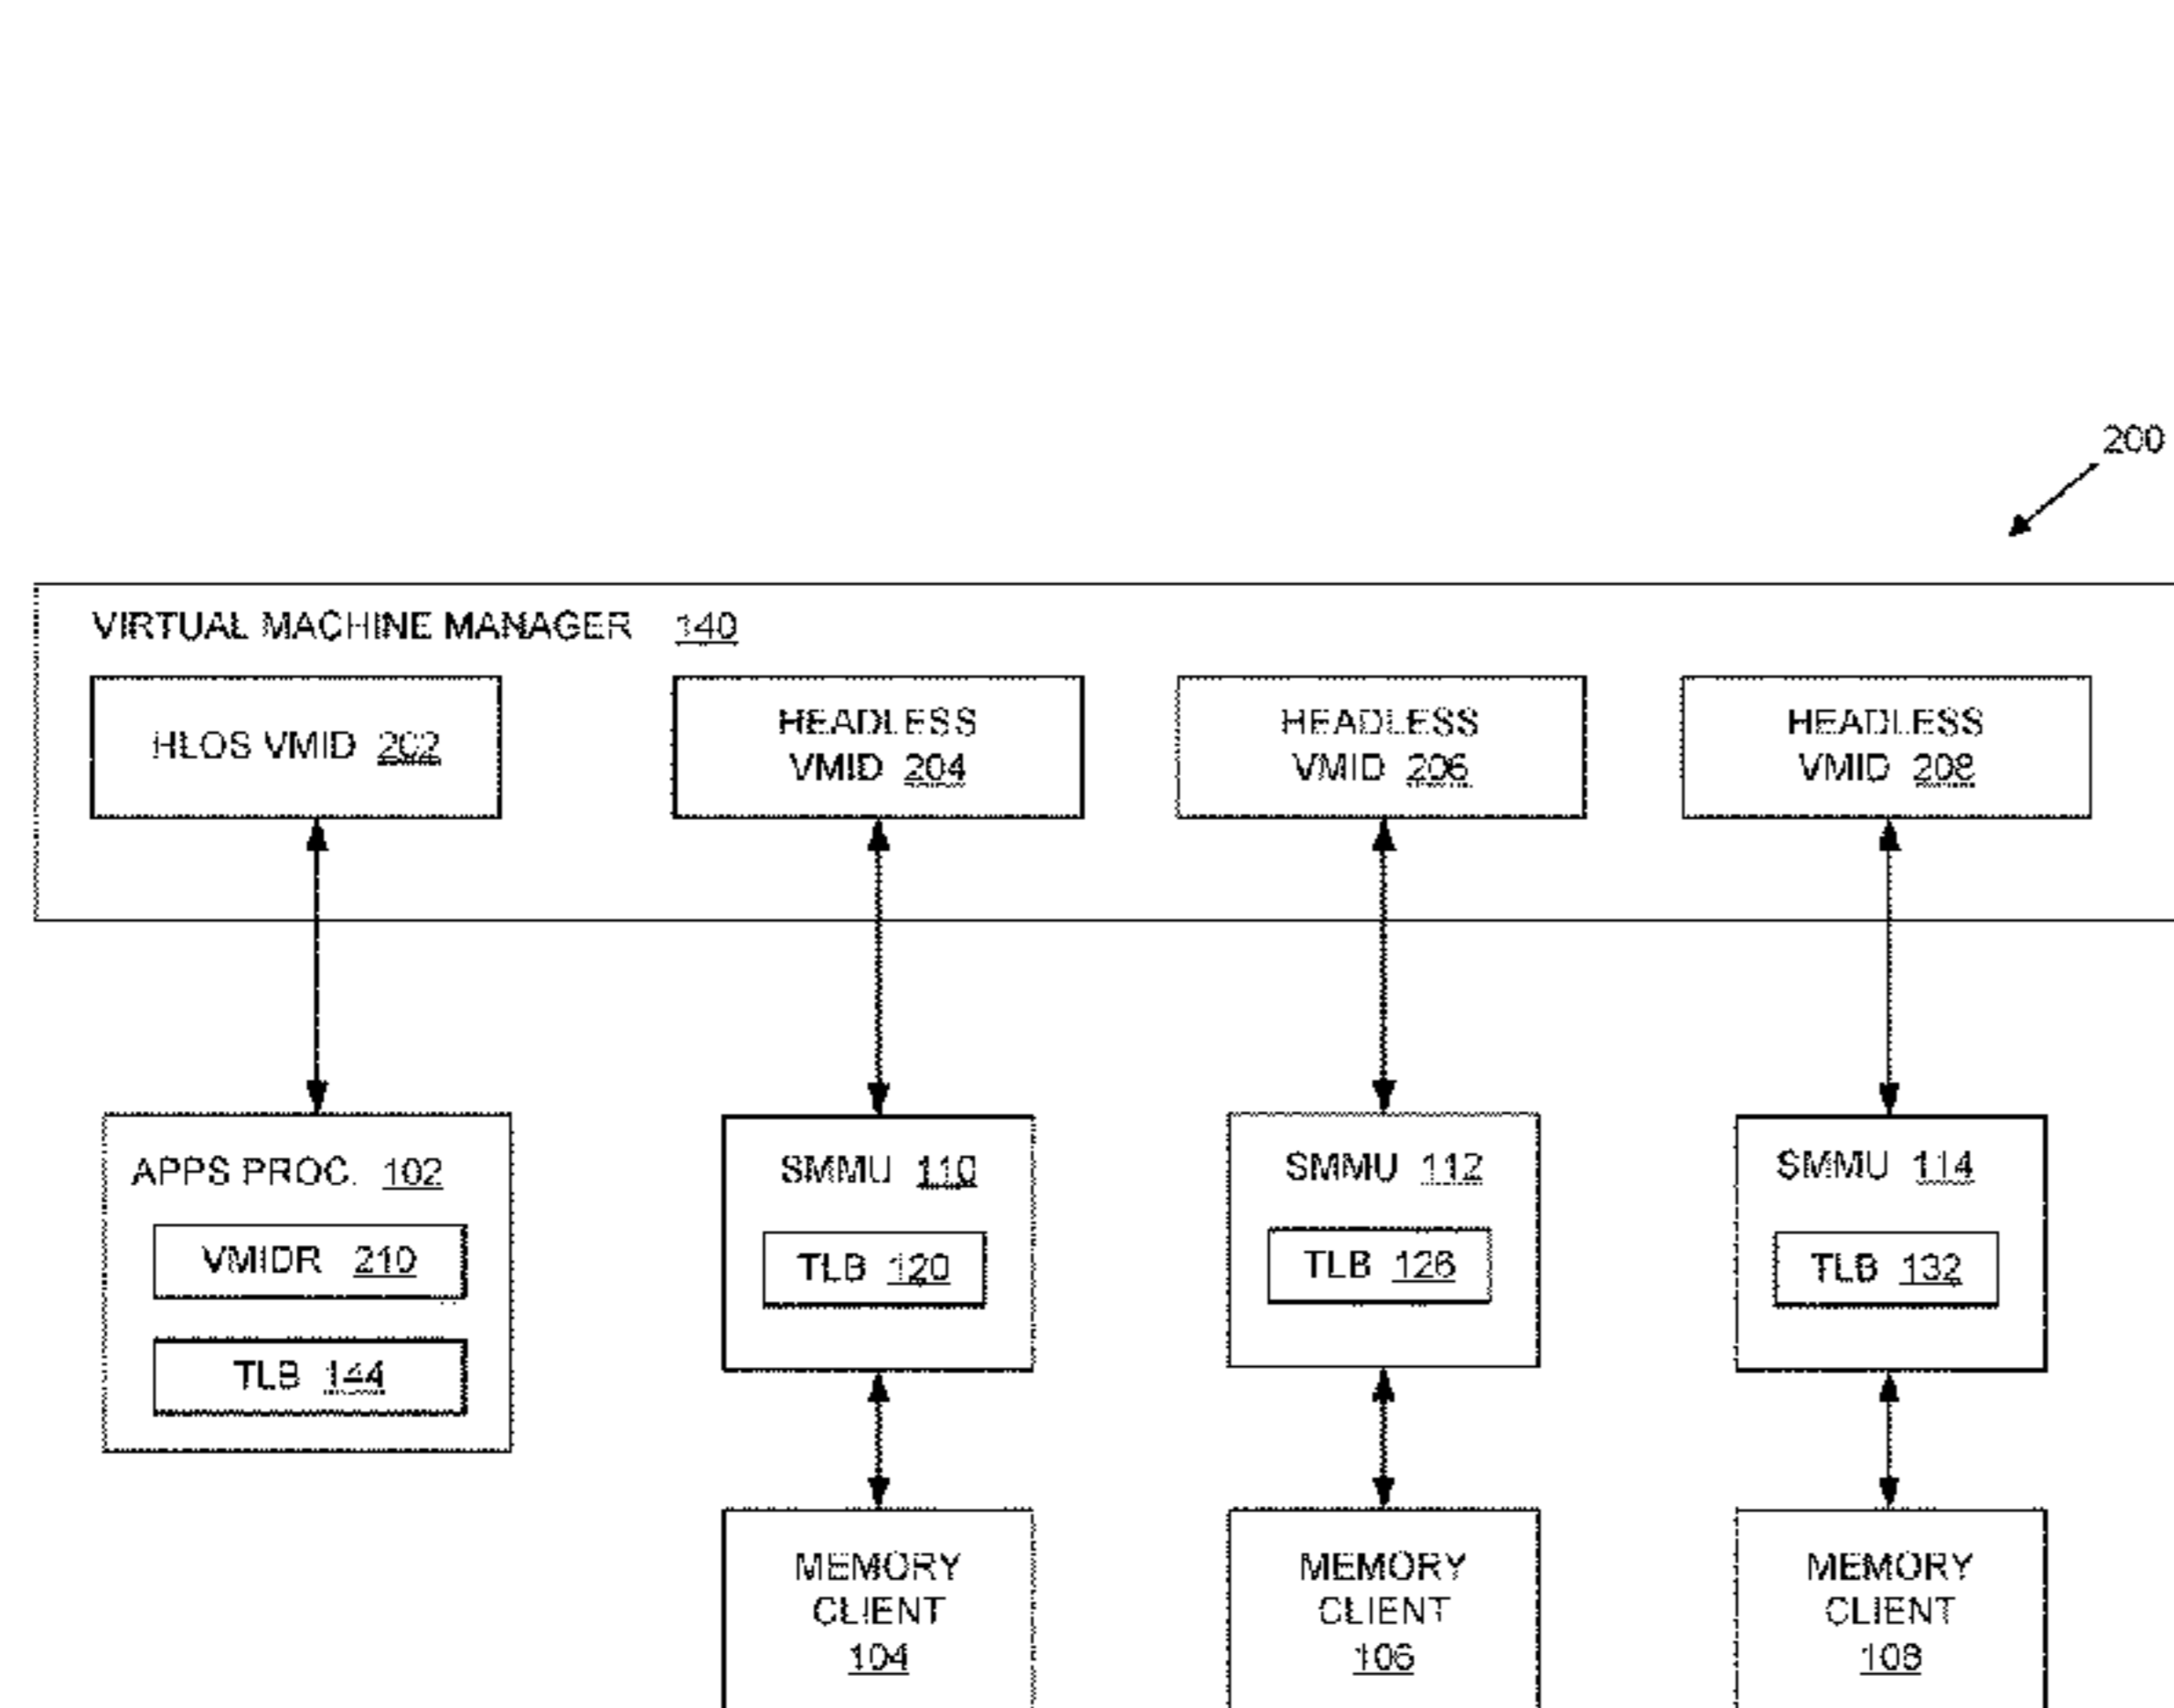 200
VIRTUAL MACHINE MANAGER 140
HLOS VMID 202
HEADLESS
VMID 204
HEADLESS
VMID 206
HEADLESS
VMID 208
APPS PROC. 102
VMIDR 210
TLB 144
SMMU 110
TLB 120
SMMU 112
TLB 126
SMMU 114
TLB 132
MEMORY
CLIENT
104
MEMORY
CLIENT
106
MEMORY
CLIENT
108